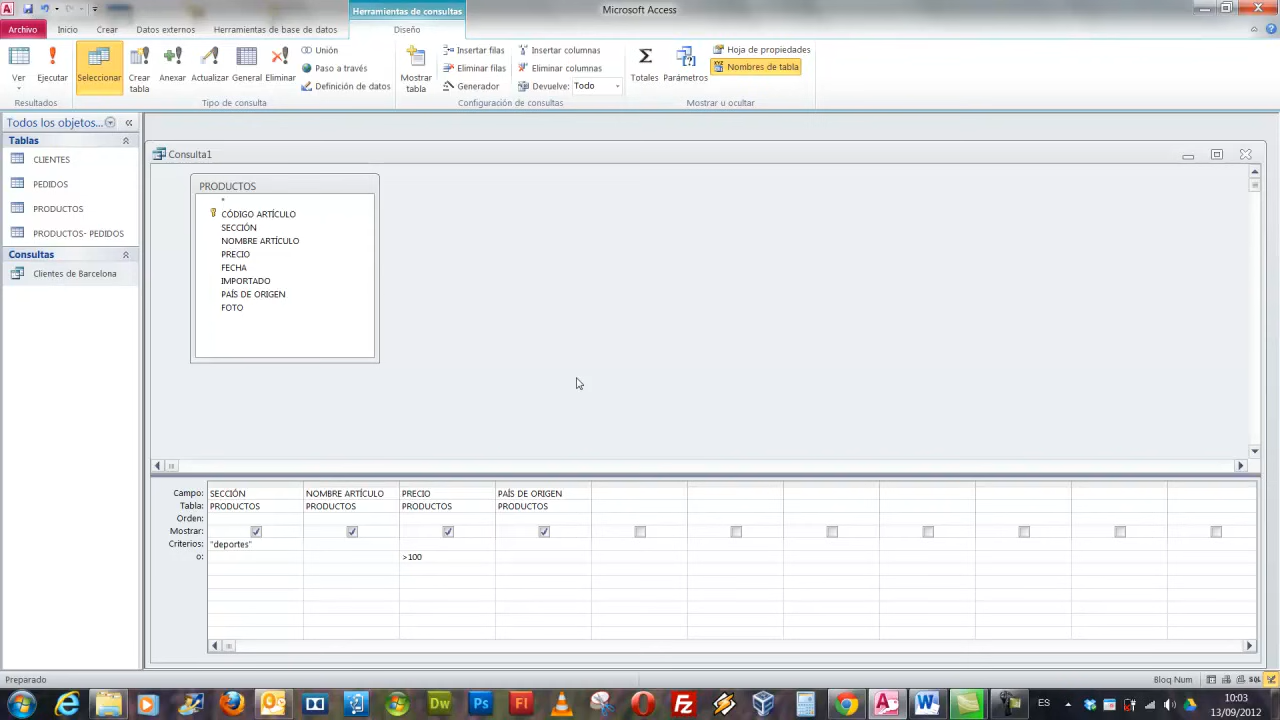 Herramientas de consultas
Microsoft Access
Archivo Inicio Crear Datos externos Herramientas de base de datos Diseño
Ver Ejecutar Seleccionar Crear tabla Anexar Actualizar General Eliminar
Unión
Paso a través
Definición de datos
Mostrar tabla
Insertar filas
Eliminar filas
Generador
Insertar columnas
Eliminar columnas
Devuelve: Todo
Totales Parámetros
Hoja de propiedades
Nombres de tabla
Resultados Tipo de consulta Configuración de consultas Mostrar u ocultar
Todos los objetos...
Tablas
CLIENTES
PEDIDOS
PRODUCTOS
PRODUCTOS- PEDIDOS
Consultas
Clientes de Barcelona
Consulta1
PRODUCTOS
*
CÓDIGO ARTÍCULO
SECCIÓN
NOMBRE ARTÍCULO
PRECIO
FECHA
IMPORTADO
PAÍS DE ORIGEN
FOTO
Campo: SECCIÓN NOMBRE ARTÍCULO PRECIO PAÍS DE ORIGEN
Tabla: PRODUCTOS PRODUCTOS PRODUCTOS PRODUCTOS
Orden:
Mostrar:
Criterios: "deportes"
o: >100
Preparado
Bloq Num
SQL
Dw Ps Fl
ES
10:03
13/09/2012